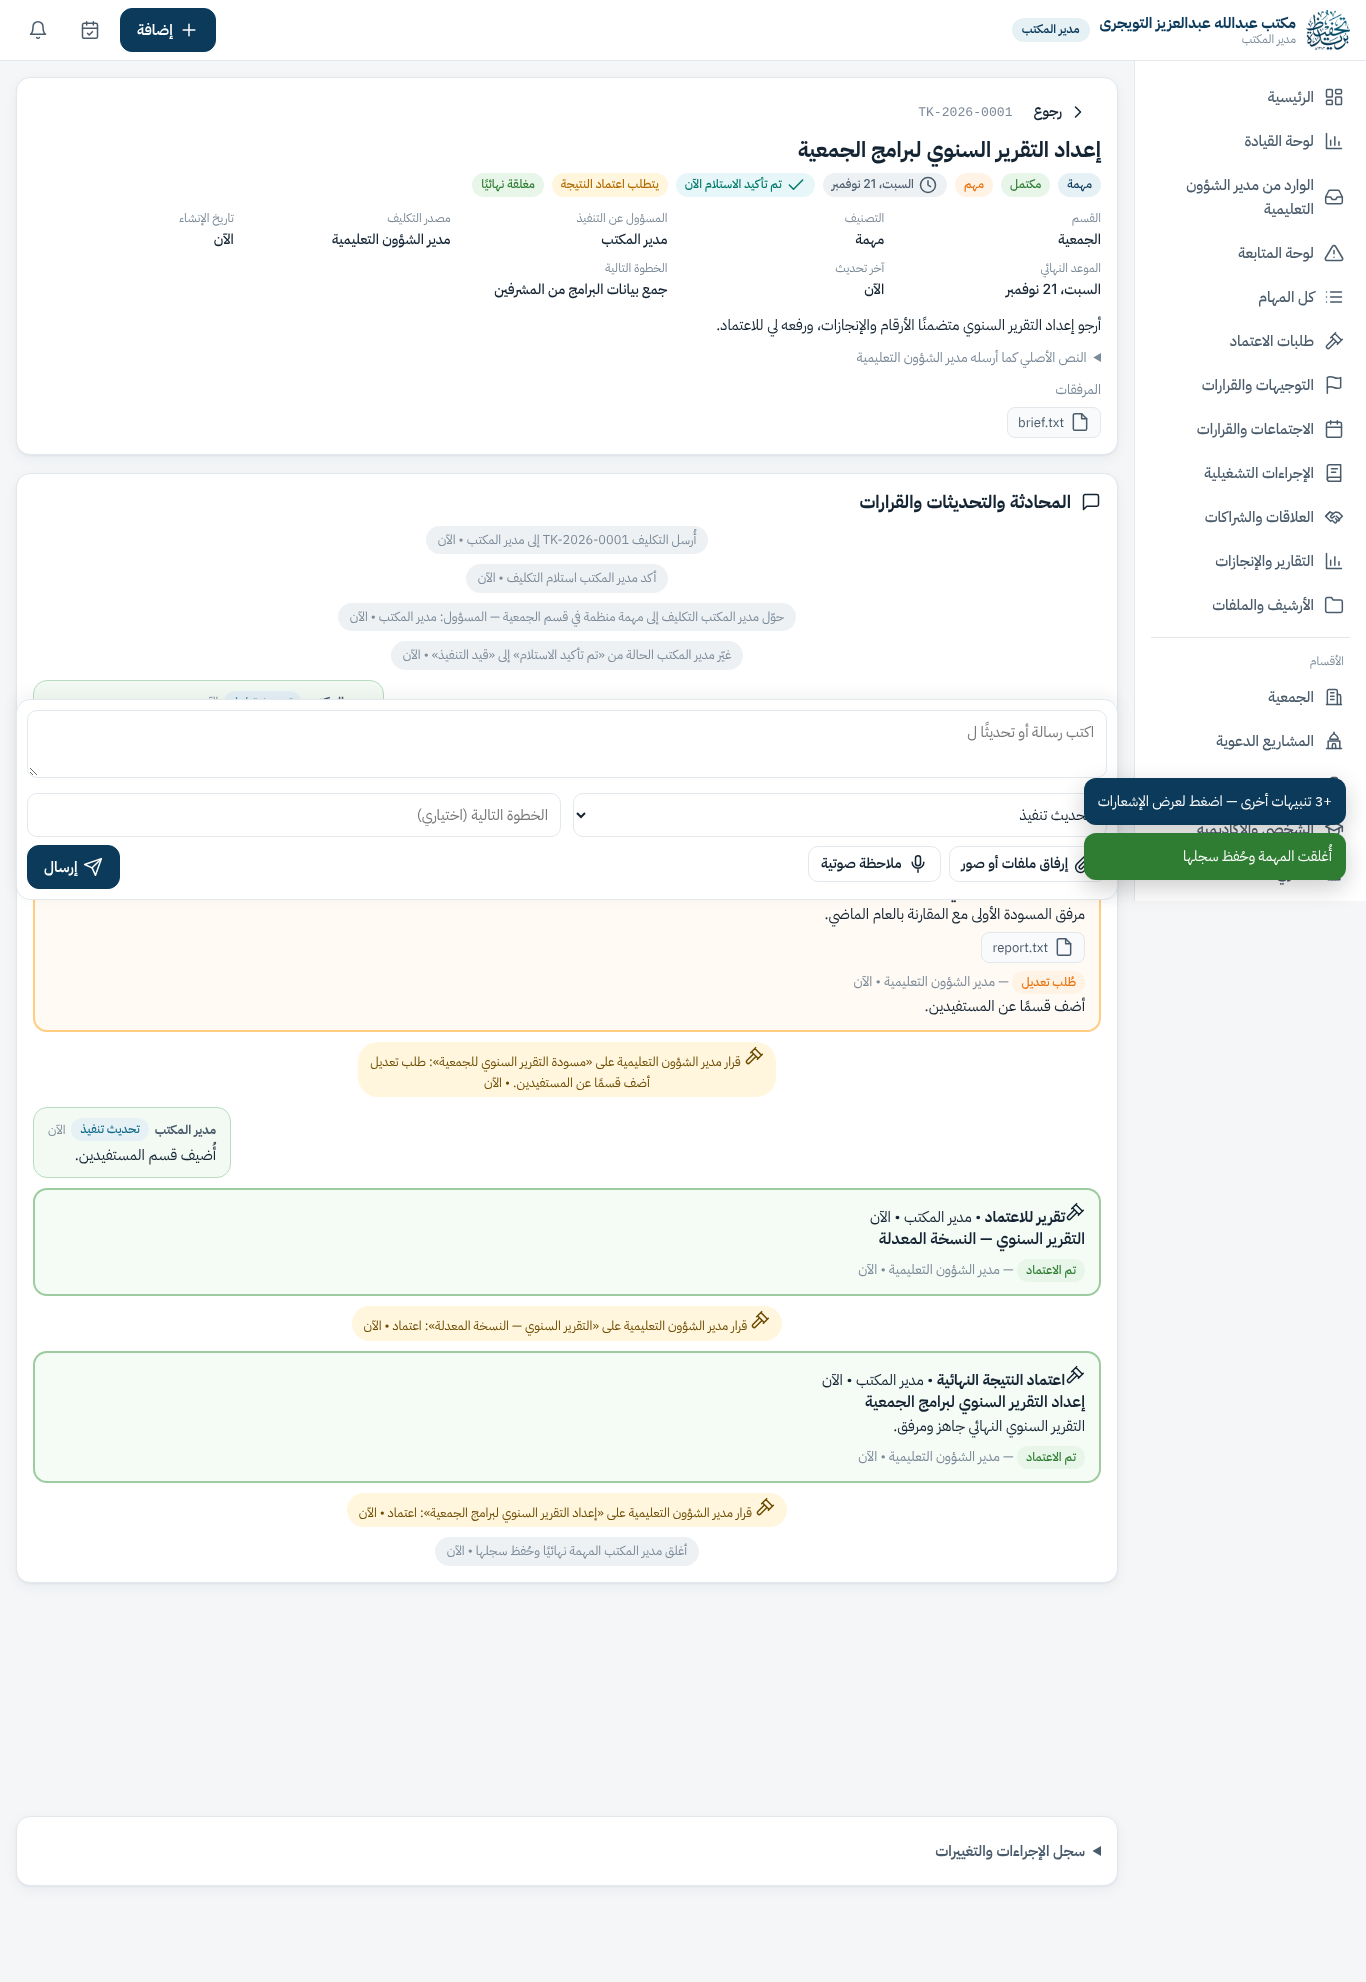 مكتب عبدالله عبدالعزيز التويجري
مدير المكتب
مدير المكتب
إضافة
الرئيسية
لوحة القيادة
الوارد من مدير الشؤون
التعليمية
لوحة المتابعة
كل المهام
طلبات الاعتماد
التوجيهات والقرارات
الاجتماعات والقرارات
الإجراءات التشغيلية
العلاقات والشراكات
التقارير والإنجازات
الأرشيف والملفات
الأقسام
الجمعية
المشاريع الدعوية
+3 تنبيهات أخرى — اضغط لعرض الإشعارات
أُغلقت المهمة وحُفظ سجلها
رجوع
TK-2026-0001
إعداد التقرير السنوي لبرامج الجمعية
مهمة
مهم
مكتمل
السبت، 21 نوفمبر
تم تأكيد الاستلام الآن
يتطلب اعتماد النتيجة
مغلقة نهائيًا
القسم
الجمعية
التصنيف
مهمة
المسؤول عن التنفيذ
مدير المكتب
مصدر التكليف
مدير الشؤون التعليمية
تاريخ الإنشاء
الآن
الموعد النهائي
السبت، 21 نوفمبر
آخر تحديث
الآن
الخطوة التالية
جمع بيانات البرامج من المشرفين
أرجو إعداد التقرير السنوي متضمنًا الأرقام والإنجازات، ورفعه لي للاعتماد.
النص الأصلي كما أرسله مدير الشؤون التعليمية
المرفقات
brief.txt
المحادثة والتحديثات والقرارات
أُرسل التكليف TK-2026-0001 إلى مدير المكتب • الآن
أكد مدير المكتب استلام التكليف • الآن
حوّل مدير المكتب التكليف إلى مهمة منظمة في قسم الجمعية — المسؤول: مدير المكتب • الآن
غيّر مدير المكتب الحالة من «تم تأكيد الاستلام» إلى «قيد التنفيذ» • الآن
اكتب رسالة أو تحديثًا ل
تحديث تنفيذ
الخطوة التالية (اختياري)
إرفاق ملفات أو صور
ملاحظة صوتية
إرسال
مرفق المسودة الأولى مع المقارنة بالعام الماضي.
report.txt
طُلب تعديل — مدير الشؤون التعليمية • الآن
أضف قسمًا عن المستفيدين.
قرار مدير الشؤون التعليمية على «مسودة التقرير السنوي للجمعية»: طلب تعديل
أضف قسمًا عن المستفيدين. • الآن
مدير المكتب تحديث تنفيذ الآن
أُضيف قسم المستفيدين.
تقرير للاعتماد • مدير المكتب • الآن
التقرير السنوي — النسخة المعدلة
تم الاعتماد — مدير الشؤون التعليمية • الآن
قرار مدير الشؤون التعليمية على «التقرير السنوي — النسخة المعدلة»: اعتماد • الآن
اعتماد النتيجة النهائية • مدير المكتب • الآن
إعداد التقرير السنوي لبرامج الجمعية
التقرير السنوي النهائي جاهز ومرفق.
تم الاعتماد — مدير الشؤون التعليمية • الآن
قرار مدير الشؤون التعليمية على «إعداد التقرير السنوي لبرامج الجمعية»: اعتماد • الآن
أغلق مدير المكتب المهمة نهائيًا وحُفظ سجلها • الآن
سجل الإجراءات والتغييرات